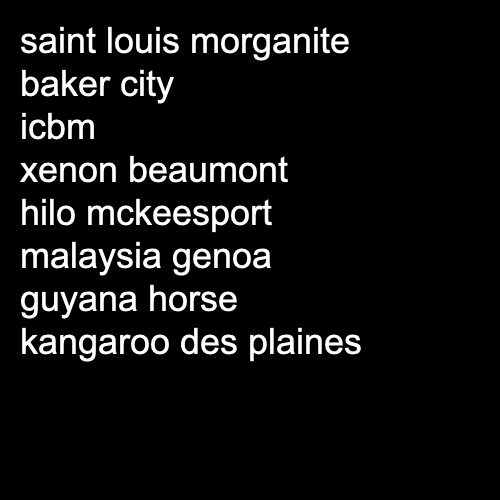 saint louis morganite
baker city
icbm
xenon beaumont
hilo mckeesport
malaysia genoa
guyana horse
kangaroo des plaines